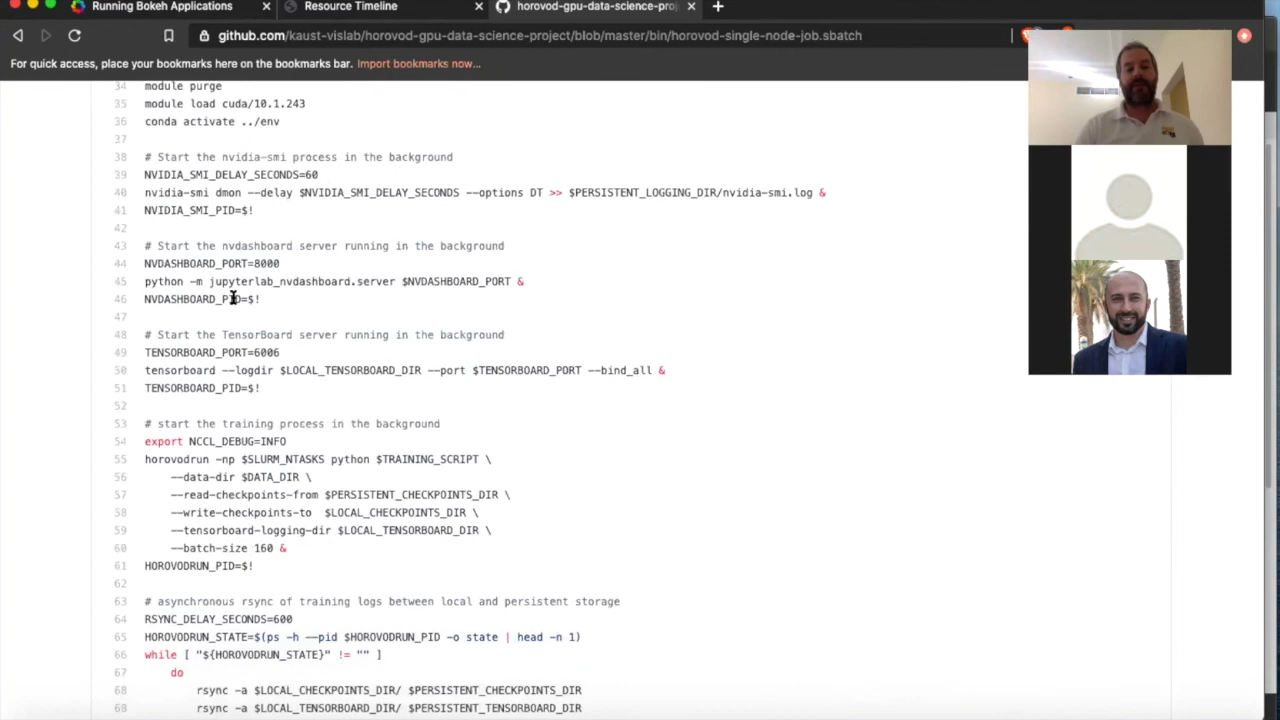 Running Bokeh Applications
Resource Timeline
horovod-gpu-data-science-proj
github.com/kaust-vislab/horovod-gpu-data-science-project/blob/master/bin/horovod-single-node-job.sbatch
For quick access, place your bookmarks here on the bookmarks bar. Import bookmarks now...
34 module purge
35 module load cuda/10.1.243
36 conda activate ../env
37
38 # Start the nvidia-smi process in the background
39 NVIDIA_SMI_DELAY_SECONDS=60
40 nvidia-smi dmon --delay $NVIDIA_SMI_DELAY_SECONDS --options DT >> $PERSISTENT_LOGGING_DIR/nvidia-smi.log &
41 NVIDIA_SMI_PID=$!
42
43 # Start the nvdashboard server running in the background
44 NVDASHBOARD_PORT=8000
45 python -m jupyterlab_nvdashboard.server $NVDASHBOARD_PORT &
46 NVDASHBOARD_PID=$!
47
48 # Start the TensorBoard server running in the background
49 TENSORBOARD_PORT=6006
50 tensorboard --logdir $LOCAL_TENSORBOARD_DIR --port $TENSORBOARD_PORT --bind_all &
51 TENSORBOARD_PID=$!
52
53 # start the training process in the background
54 export NCCL_DEBUG=INFO
55 horovodrun -np $SLURM_NTASKS python $TRAINING_SCRIPT \
56 --data-dir $DATA_DIR \
57 --read-checkpoints-from $PERSISTENT_CHECKPOINTS_DIR \
58 --write-checkpoints-to $LOCAL_CHECKPOINTS_DIR \
59 --tensorboard-logging-dir $LOCAL_TENSORBOARD_DIR \
60 --batch-size 160 &
61 HOROVODRUN_PID=$!
62
63 # asynchronous rsync of training logs between local and persistent storage
64 RSYNC_DELAY_SECONDS=600
65 HOROVODRUN_STATE=$(ps -h --pid $HOROVODRUN_PID -o state | head -n 1)
66 while [ "${HOROVODRUN_STATE}" != "" ]
67 do
68 rsync -a $LOCAL_CHECKPOINTS_DIR/ $PERSISTENT_CHECKPOINTS_DIR
68 rsync -a $LOCAL_TENSORBOARD_DIR/ $PERSISTENT_TENSORBOARD_DIR